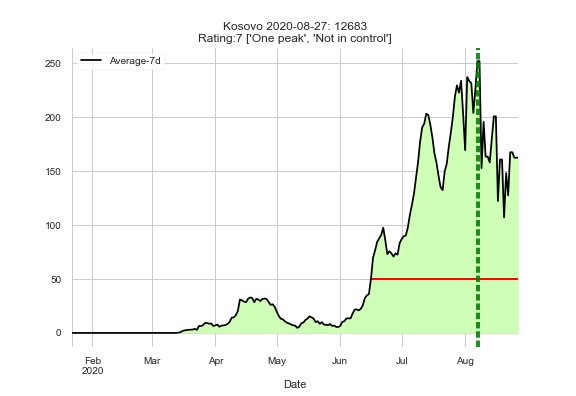 Kosovo 2020-08-27: 12683
Rating:7 ['One peak', 'Not in control']
Average-7d
250
200
150
100
50
0
Feb Mar Apr May Jun Jul Aug
2020
Date